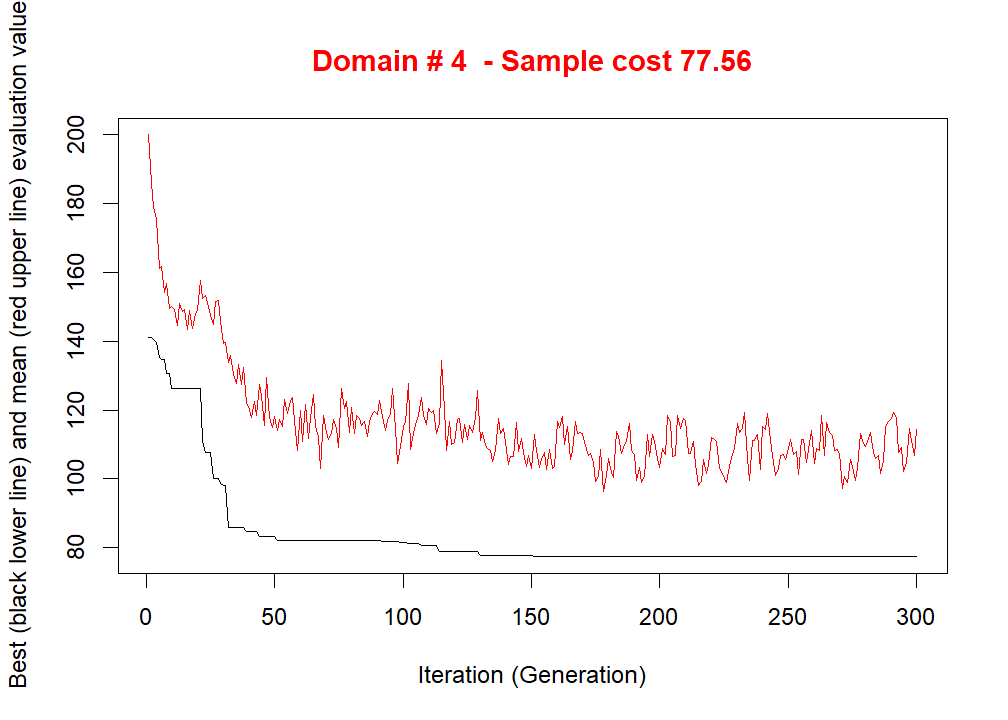 Domain # 4  - Sample cost 77.56
Best (black lower line) and mean (red upper line) evaluation value
200
180
160
140
120
100
80
0 50 100 150 200 250 300
Iteration (Generation)